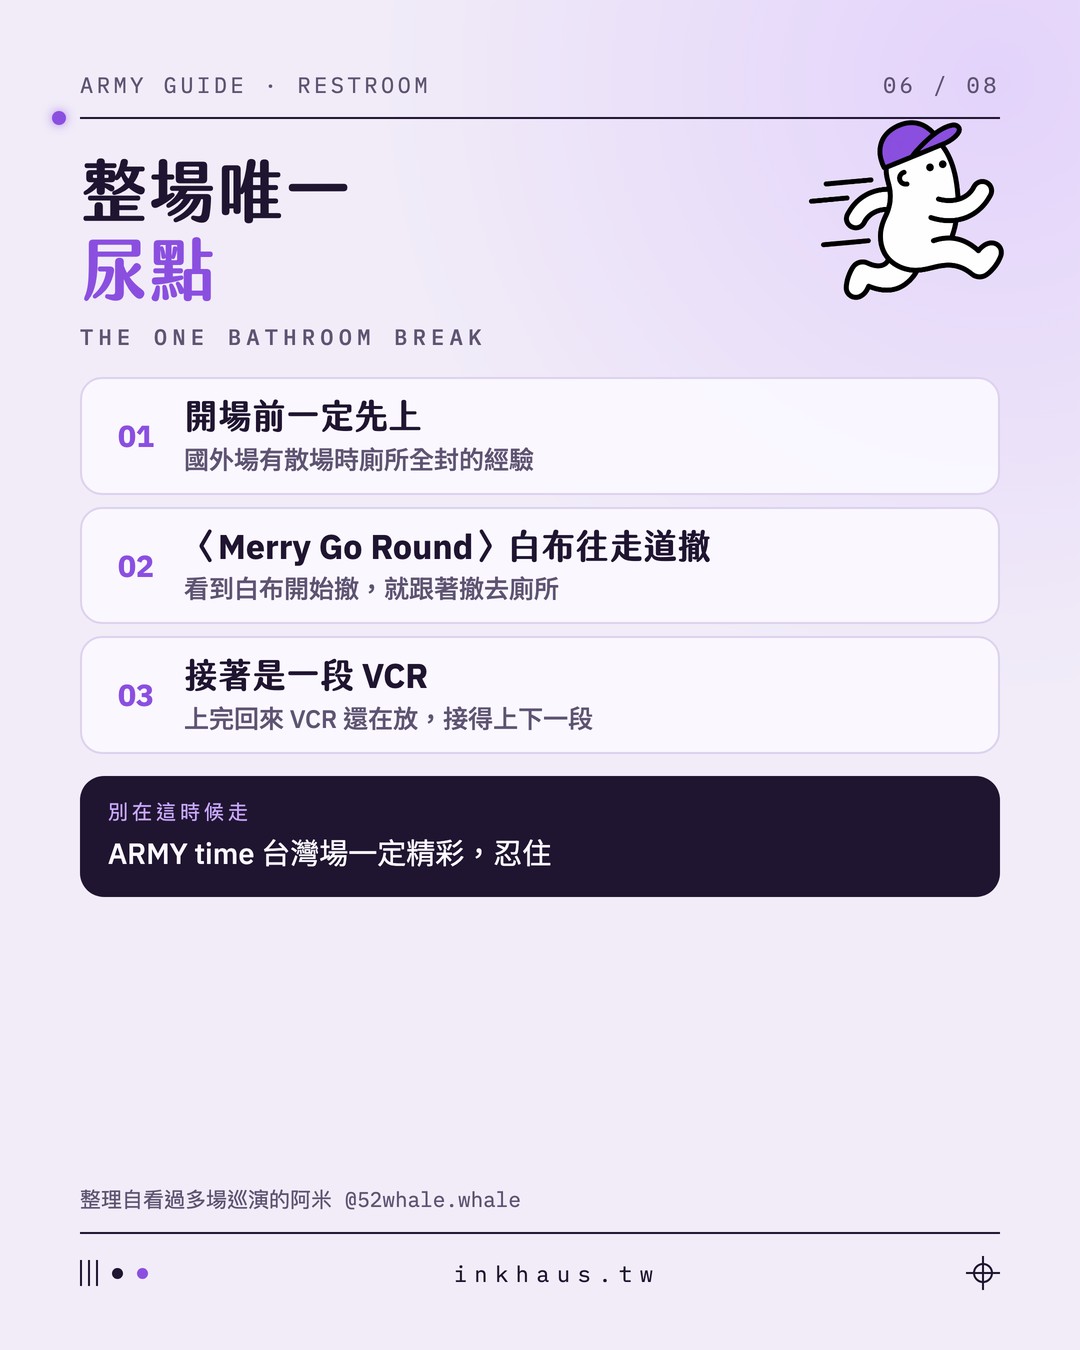 ARMY GUIDE · RESTROOM
06 / 08
整場唯一
尿點
THE ONE BATHROOM BREAK
01
開場前一定先上
國外場有散場時廁所全封的經驗
02
〈Merry Go Round〉白布往走道撤
看到白布開始撤，就跟著撤去廁所
03
接著是一段 VCR
上完回來 VCR 還在放，接得上下一段
別在這時候走
ARMY time 台灣場一定精彩，忍住
整理自看過多場巡演的阿米 @52whale.whale
inkhaus.tw